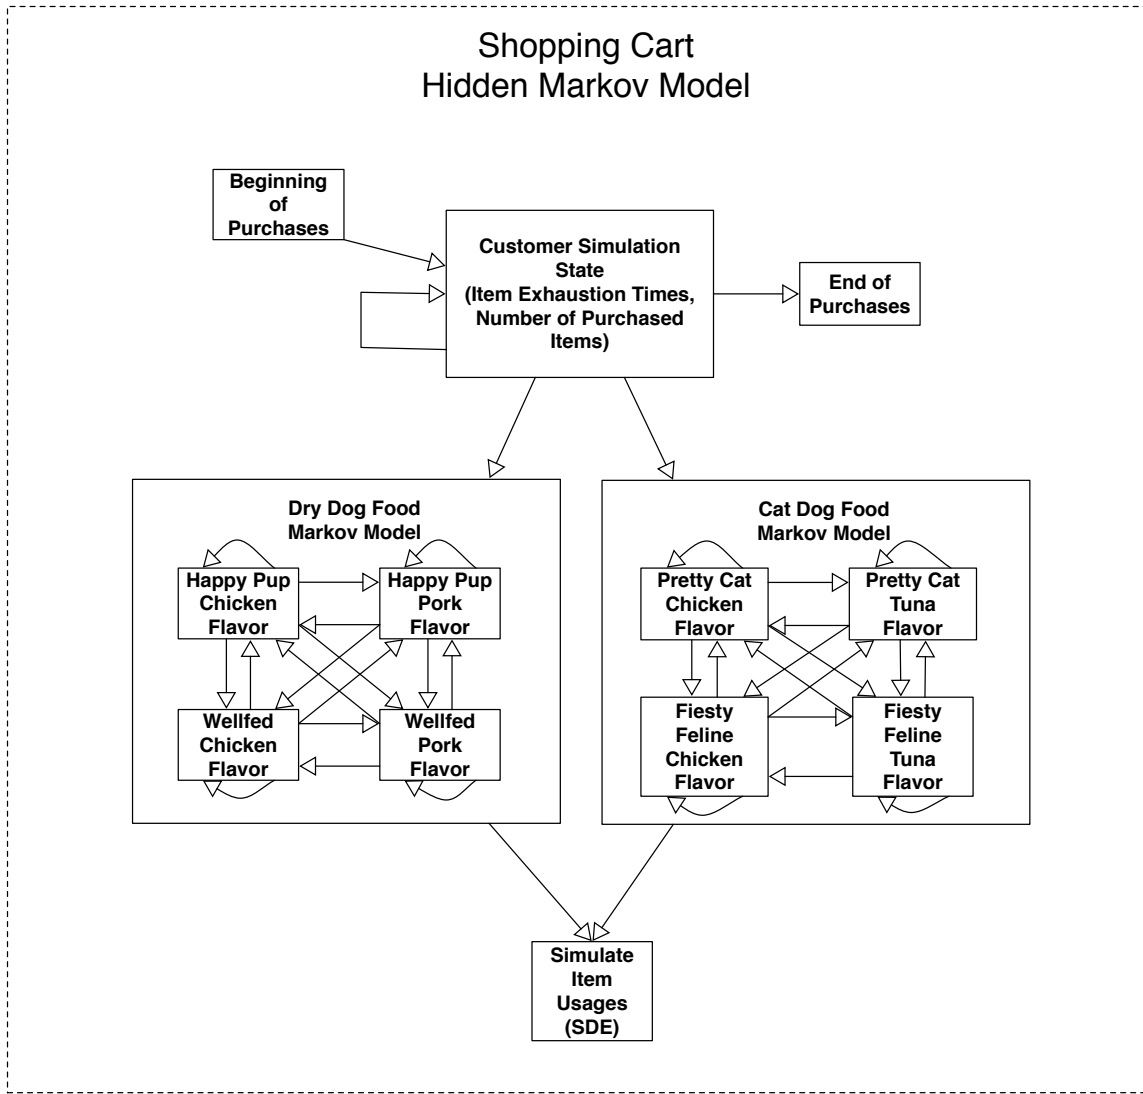 Shopping Cart
Hidden Markov Model
Beginning
of
Purchases
Customer Simulation
State
(Item Exhaustion Times,
Number of Purchased
Items)
End of
Purchases
Dry Dog Food
Markov Model
Happy Pup
Chicken
Flavor
Happy Pup
Pork
Flavor
Wellfed
Chicken
Flavor
Wellfed
Pork
Flavor
Cat Dog Food
Markov Model
Pretty Cat
Chicken
Flavor
Pretty Cat
Tuna
Flavor
Fiesty
Feline
Chicken
Flavor
Fiesty
Feline
Tuna
Flavor
Simulate
Item
Usages
(SDE)